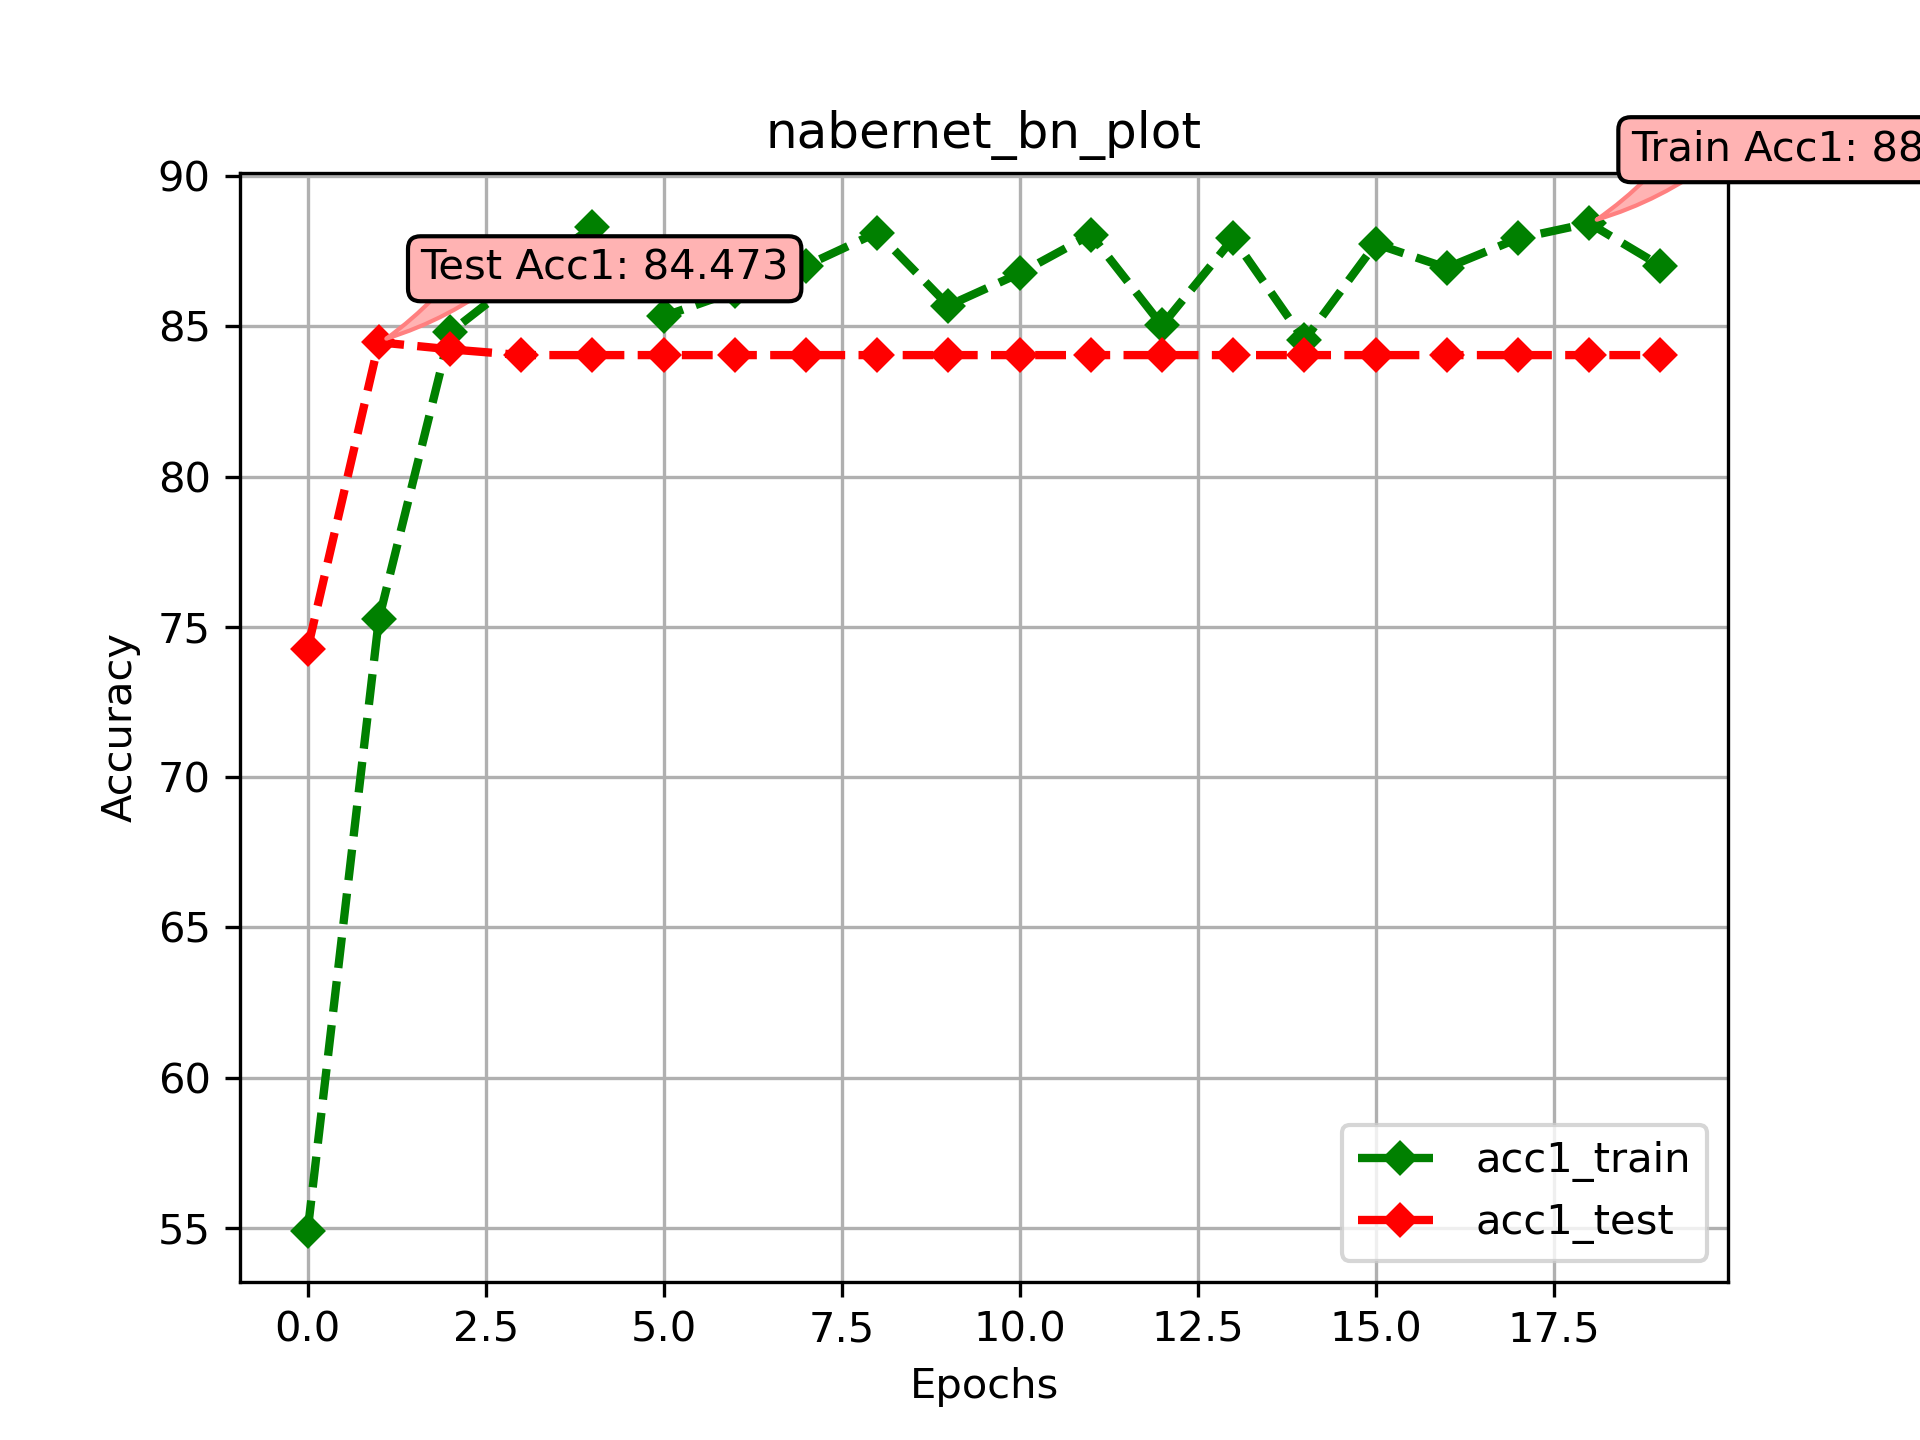 nabernet_bn_plot
Train Acc1: 88
Test Acc1: 84.473
90
85
80
75
70
65
60
55
Accuracy
0.0 2.5 5.0 7.5 10.0 12.5 15.0 17.5
Epochs
acc1_train
acc1_test